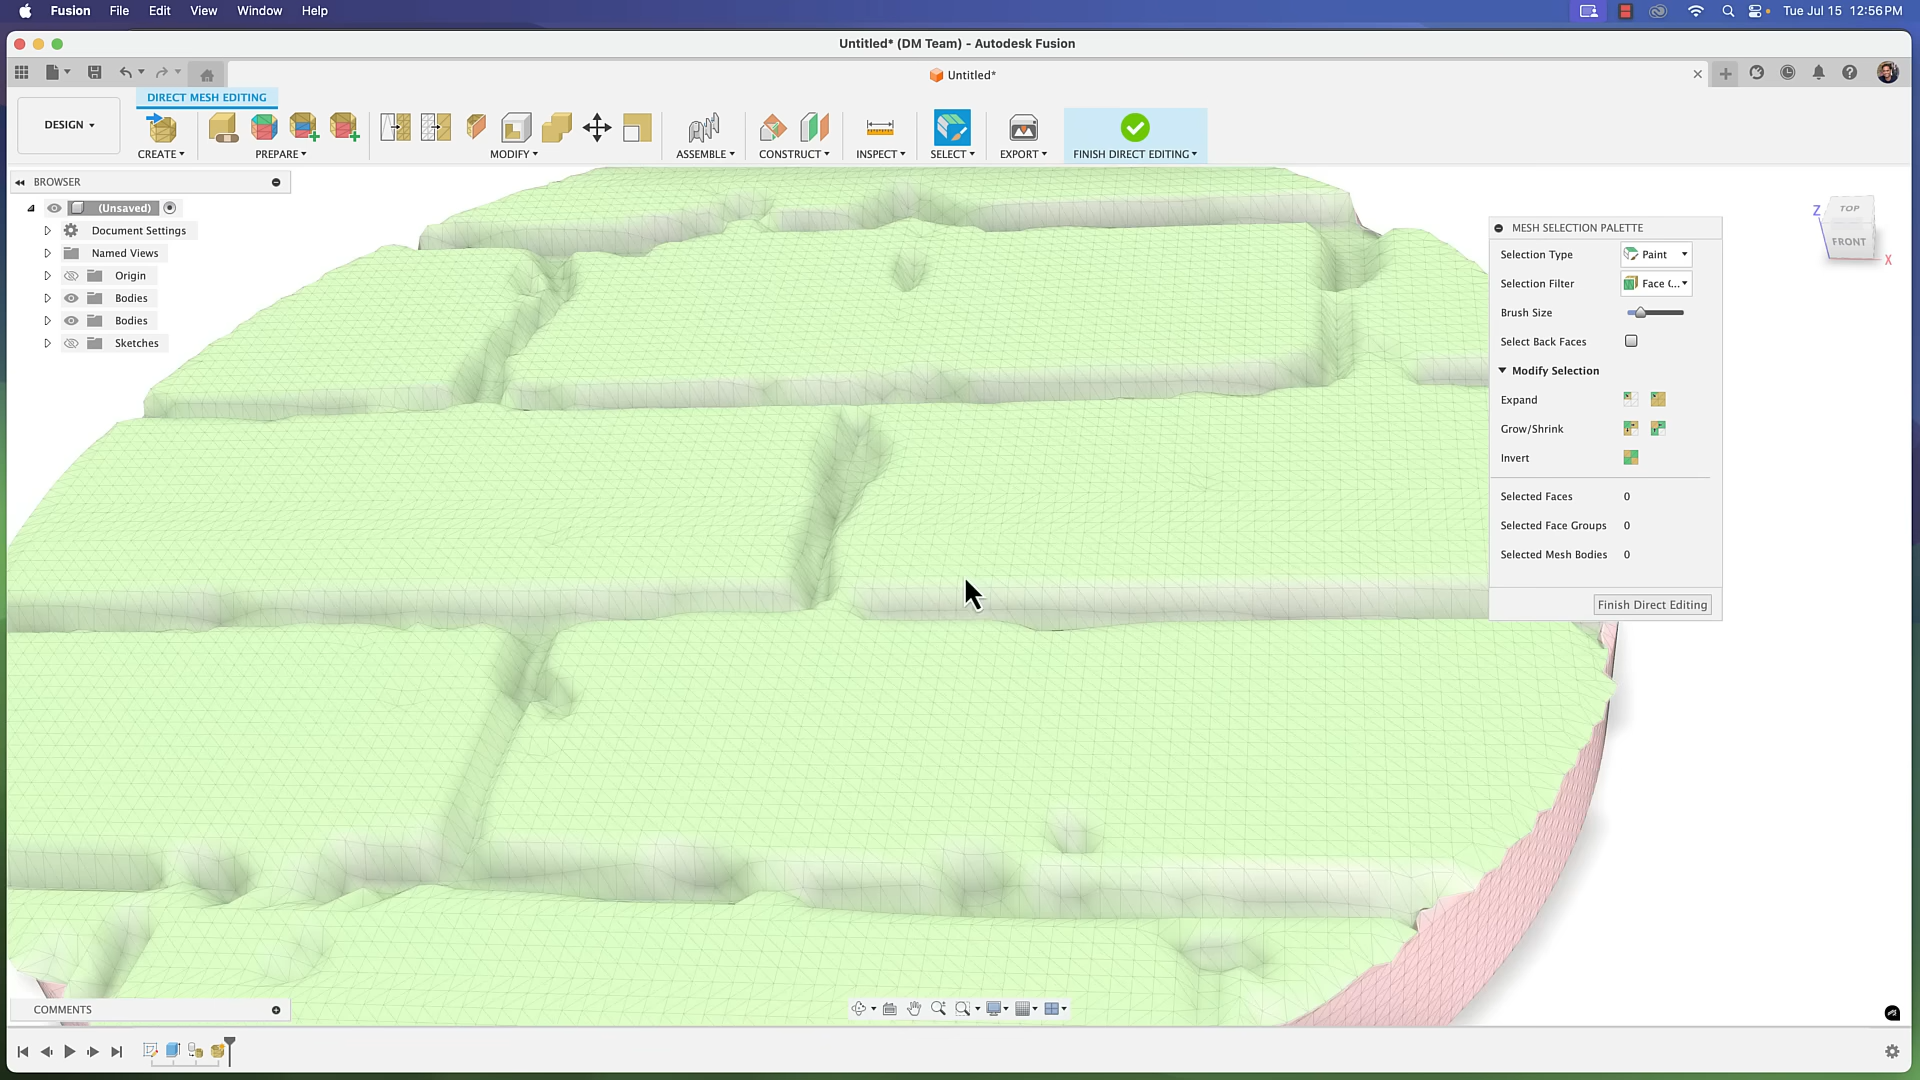 Fusion File Edit View Window Help Tue Jul 15 12:56 PM
Untitled* (DM Team) - Autodesk Fusion
Untitled*
DIRECT MESH EDITING
DESIGN
CREATE PREPARE MODIFY ASSEMBLE CONSTRUCT INSPECT SELECT EXPORT FINISH DIRECT EDITING
BROWSER
(Unsaved)
Document Settings
Named Views
Origin
Bodies
Bodies
Sketches
TOP
FRONT
Z
X
MESH SELECTION PALETTE
Selection Type Paint
Selection Filter Face (...
Brush Size
Select Back Faces
Modify Selection
Expand
Grow/Shrink
Invert
Selected Faces 0
Selected Face Groups 0
Selected Mesh Bodies 0
Finish Direct Editing
COMMENTS